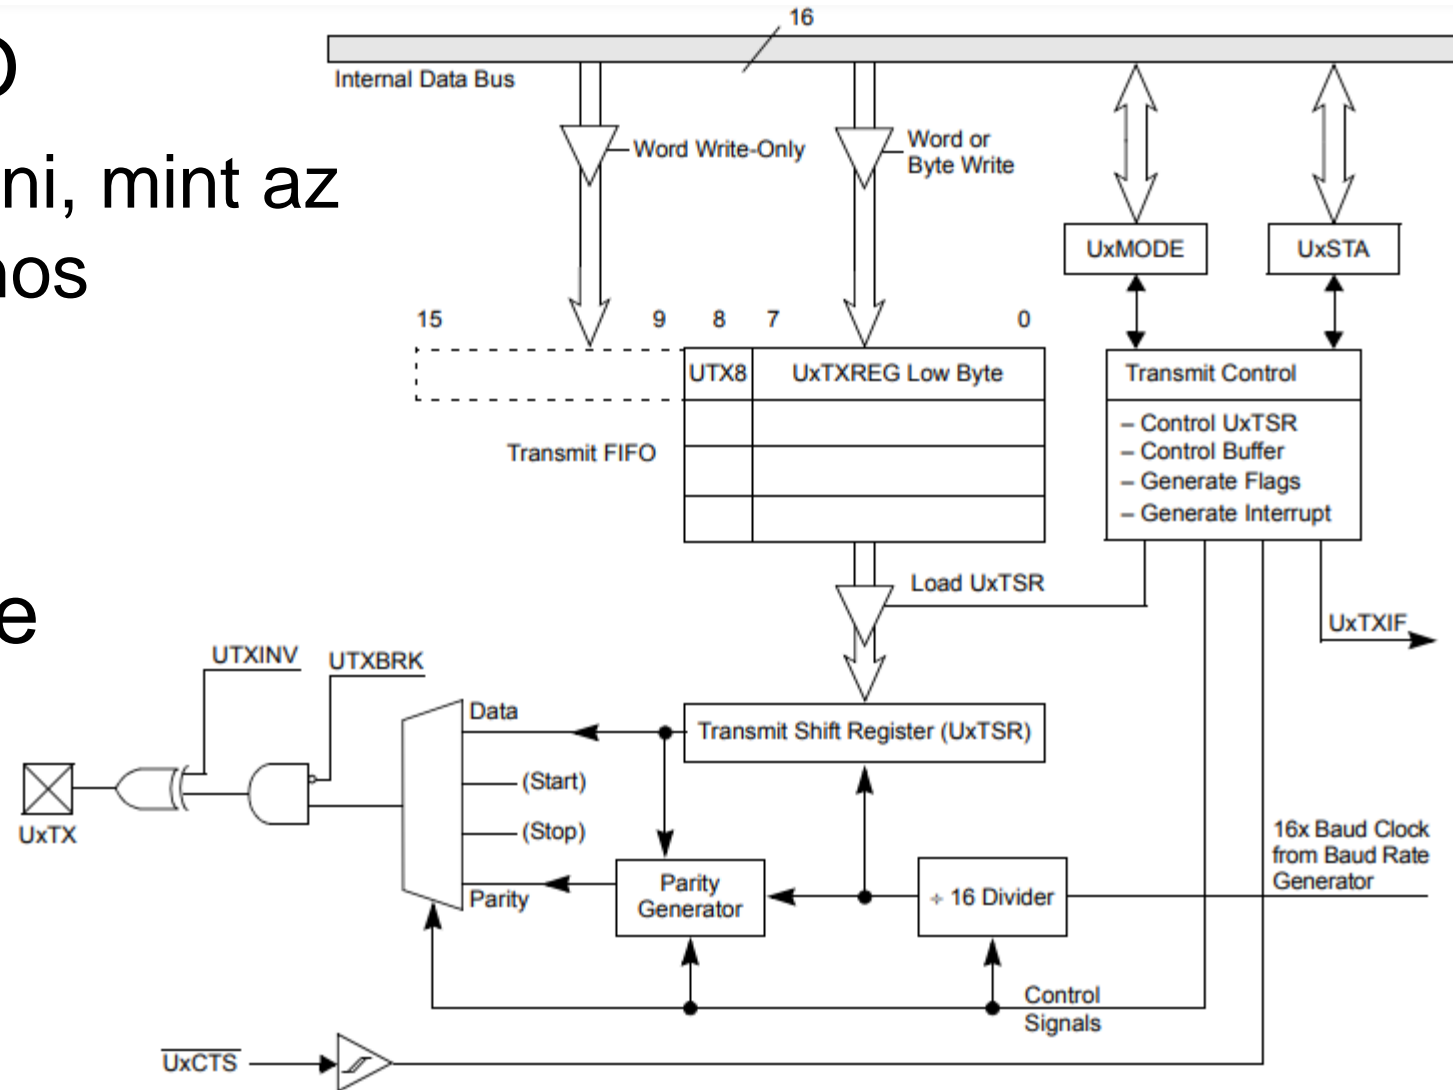 16
Internal Data Bus
Word Write-Only
Word or
Byte Write
mint az
UxMODE
UxSTA
15
9
8
7
0
UTX8
UxTXREG Low Byte
Transmit FIFO
Transmit Control
– Control UxTSR
– Control Buffer
– Generate Flags
– Generate Interrupt
Load UxTSR
UxTXIF
UTXINV
UTXBRK
Data
Transmit Shift Register (UxTSR)
(Start)
(Stop)
UxTX
Parity
Parity
Generator
÷ 16 Divider
16x Baud Clock
from Baud Rate
Generator
Control
Signals
UxCTS